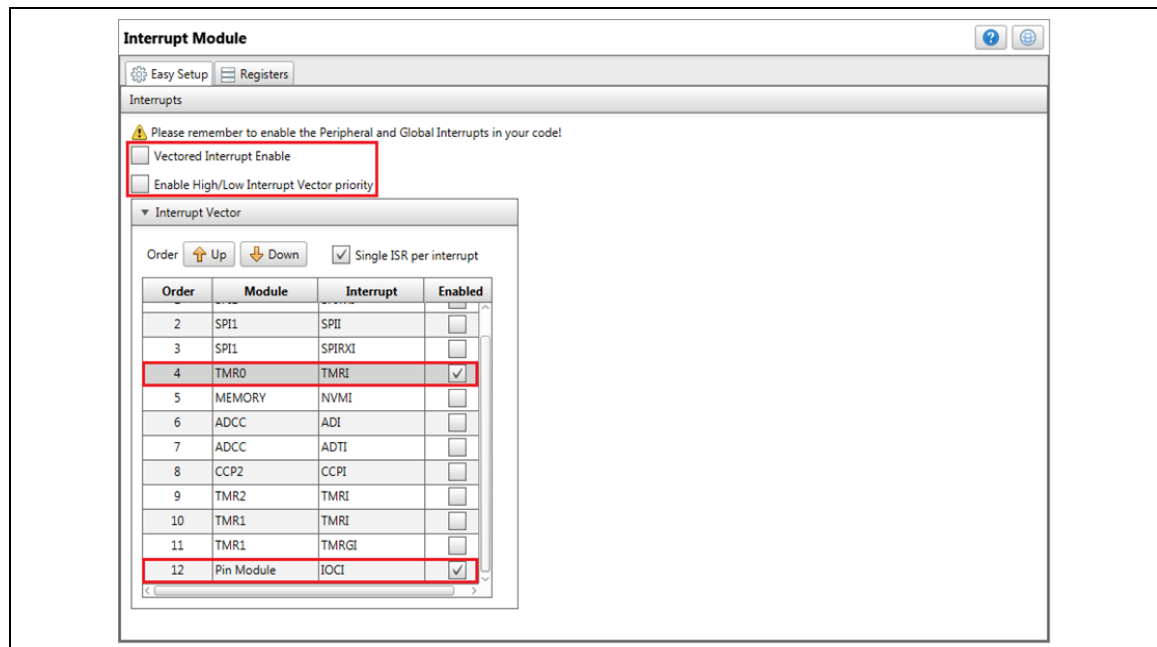 Interrupt Module
Easy Setup Registers
Interrupts
Please remember to enable the Peripheral and Global Interrupts in your code!
Vectored Interrupt Enable
Enable High/Low Interrupt Vector priority
Interrupt Vector
Order Up Down Single ISR per interrupt
Order Module Interrupt Enabled
2 SPI1 SPII
3 SPI1 SPIRXI
4 TMR0 TMRI
5 MEMORY NVMI
6 ADCC ADI
7 ADCC ADTI
8 CCP2 CCPI
9 TMR2 TMRI
10 TMR1 TMRI
11 TMR1 TMRGI
12 Pin Module IOCI